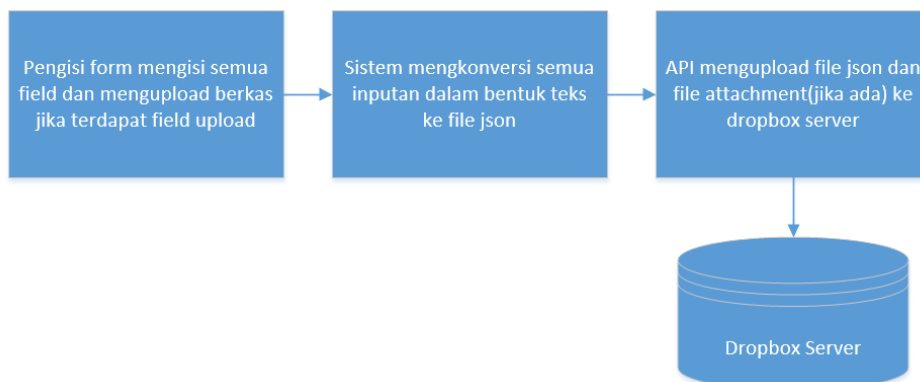 Pengisi form mengisi semua
field dan mengupload berkas
jika terdapat field upload
Sistem mengkonversi semua
inputan dalam bentuk teks
ke file json
API mengupload file json dan
file attachment(jika ada) ke
dropbox server
Dropbox Server